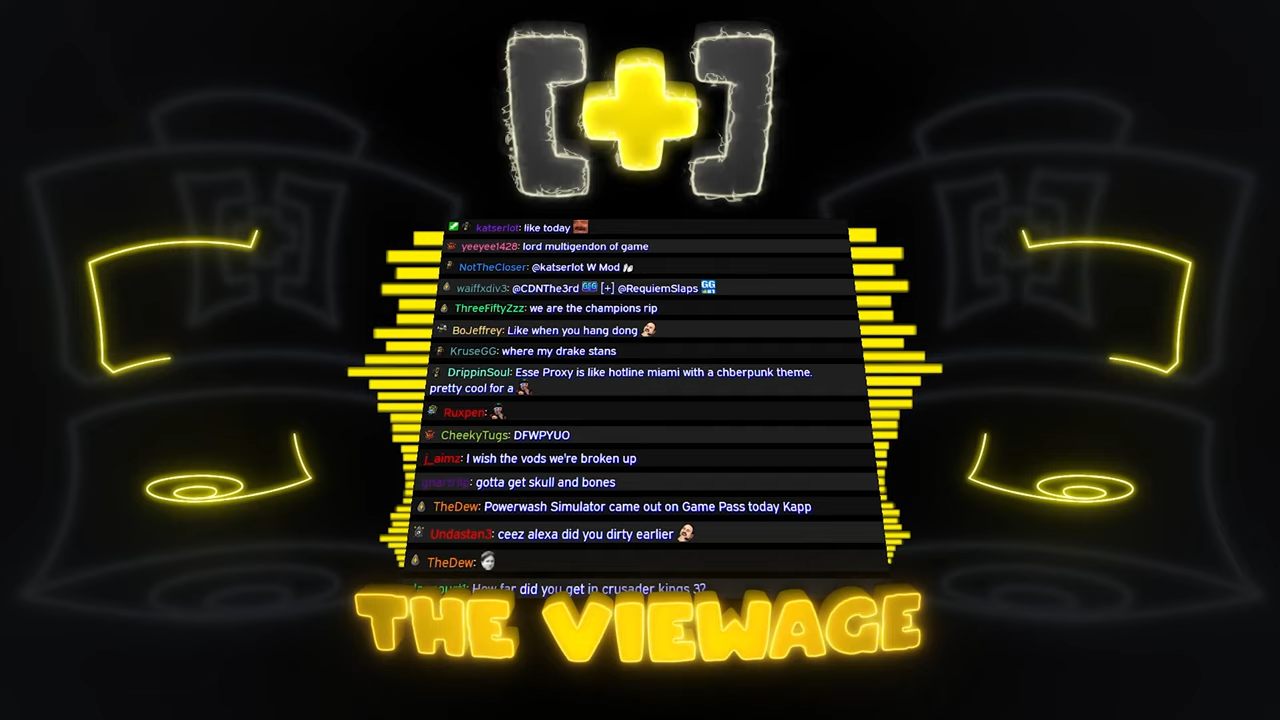 [+]
katserlot: like today
yeeyee1428: lord multigendon of game
NotTheCloser: @katserlot W Mod
waiffxdiv3: @CDNThe3rd GG [+] @RequiemSlaps GG
ThreeFiftyZzz: we are the champions rip
BoJeffrey: Like when you hang dong
KruseGG: where my drake stans
DrippinSoul: Esse Proxy is like hotline miami with a chberpunk theme.
pretty cool for a
Ruxpen:
CheekyTugs: DFWPYUO
j_aimz: I wish the vods we're broken up
gotta get skull and bones
TheDew: Powerwash Simulator came out on Game Pass today Kapp
Undastan3: ceez alexa did you dirty earlier
TheDew:
How far did you get in crusader kings 3?
THE VIEWAGE